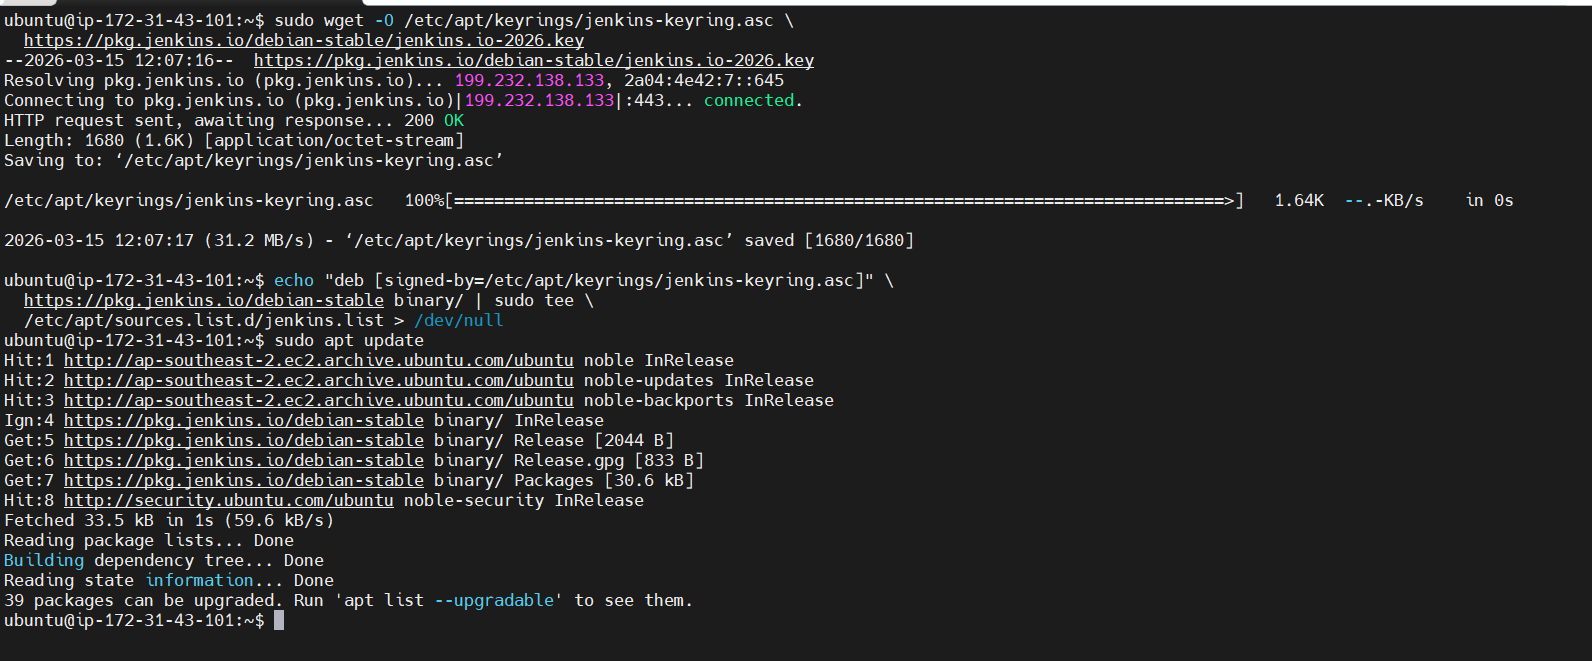 ubuntu@ip-172-31-43-101:~$ sudo wget -O /etc/apt/keyrings/jenkins-keyring.asc \
  https://pkg.jenkins.io/debian-stable/jenkins.io-2026.key
--2026-03-15 12:07:16--  https://pkg.jenkins.io/debian-stable/jenkins.io-2026.key
Resolving pkg.jenkins.io (pkg.jenkins.io)... 199.232.138.133, 2a04:4e42:7::645
Connecting to pkg.jenkins.io (pkg.jenkins.io)|199.232.138.133|:443... connected.
HTTP request sent, awaiting response... 200 OK
Length: 1680 (1.6K) [application/octet-stream]
Saving to: ‘/etc/apt/keyrings/jenkins-keyring.asc’

/etc/apt/keyrings/jenkins-keyring.asc   100%[=============================================================================>]   1.64K  --.-KB/s    in 0s

2026-03-15 12:07:17 (31.2 MB/s) - ‘/etc/apt/keyrings/jenkins-keyring.asc’ saved [1680/1680]

ubuntu@ip-172-31-43-101:~$ echo "deb [signed-by=/etc/apt/keyrings/jenkins-keyring.asc]" \
  https://pkg.jenkins.io/debian-stable binary/ | sudo tee \
  /etc/apt/sources.list.d/jenkins.list > /dev/null
ubuntu@ip-172-31-43-101:~$ sudo apt update
Hit:1 http://ap-southeast-2.ec2.archive.ubuntu.com/ubuntu noble InRelease
Hit:2 http://ap-southeast-2.ec2.archive.ubuntu.com/ubuntu noble-updates InRelease
Hit:3 http://ap-southeast-2.ec2.archive.ubuntu.com/ubuntu noble-backports InRelease
Ign:4 https://pkg.jenkins.io/debian-stable binary/ InRelease
Get:5 https://pkg.jenkins.io/debian-stable binary/ Release [2044 B]
Get:6 https://pkg.jenkins.io/debian-stable binary/ Release.gpg [833 B]
Get:7 https://pkg.jenkins.io/debian-stable binary/ Packages [30.6 kB]
Hit:8 http://security.ubuntu.com/ubuntu noble-security InRelease
Fetched 33.5 kB in 1s (59.6 kB/s)
Reading package lists... Done
Building dependency tree... Done
Reading state information... Done
39 packages can be upgraded. Run 'apt list --upgradable' to see them.
ubuntu@ip-172-31-43-101:~$